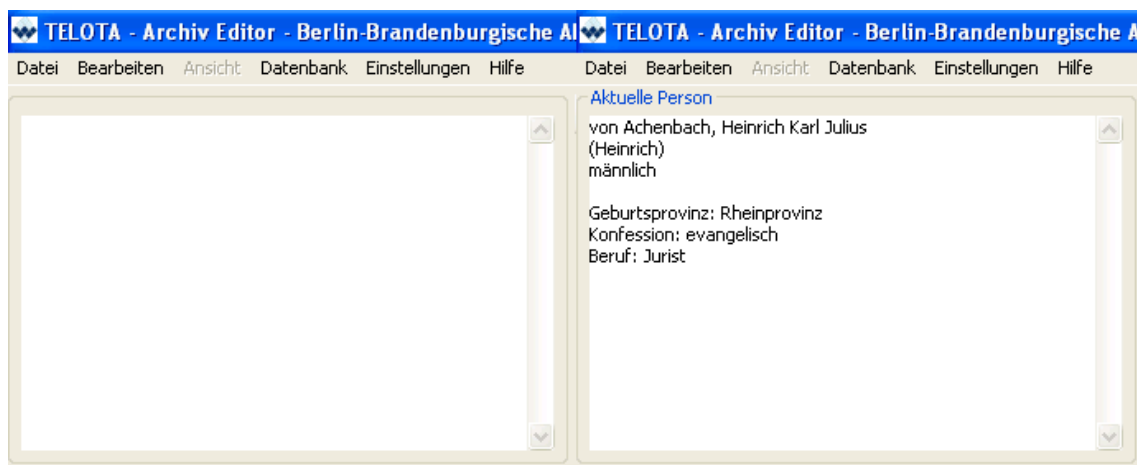 TELOTA - Archiv Editor - Berlin-Brandenburgische
Datei Bearbeiten Ansicht Datenbank Einstellungen Hilfe
TELOTA - Archiv Editor - Berlin-Brandenburgische
Datei Bearbeiten Ansicht Datenbank Einstellungen Hilfe
Aktuelle Person
von Achenbach, Heinrich Karl Julius
(Heinrich)
männlich
Geburtsprovinz: Rheinprovinz
Konfession: evangelisch
Beruf: Jurist